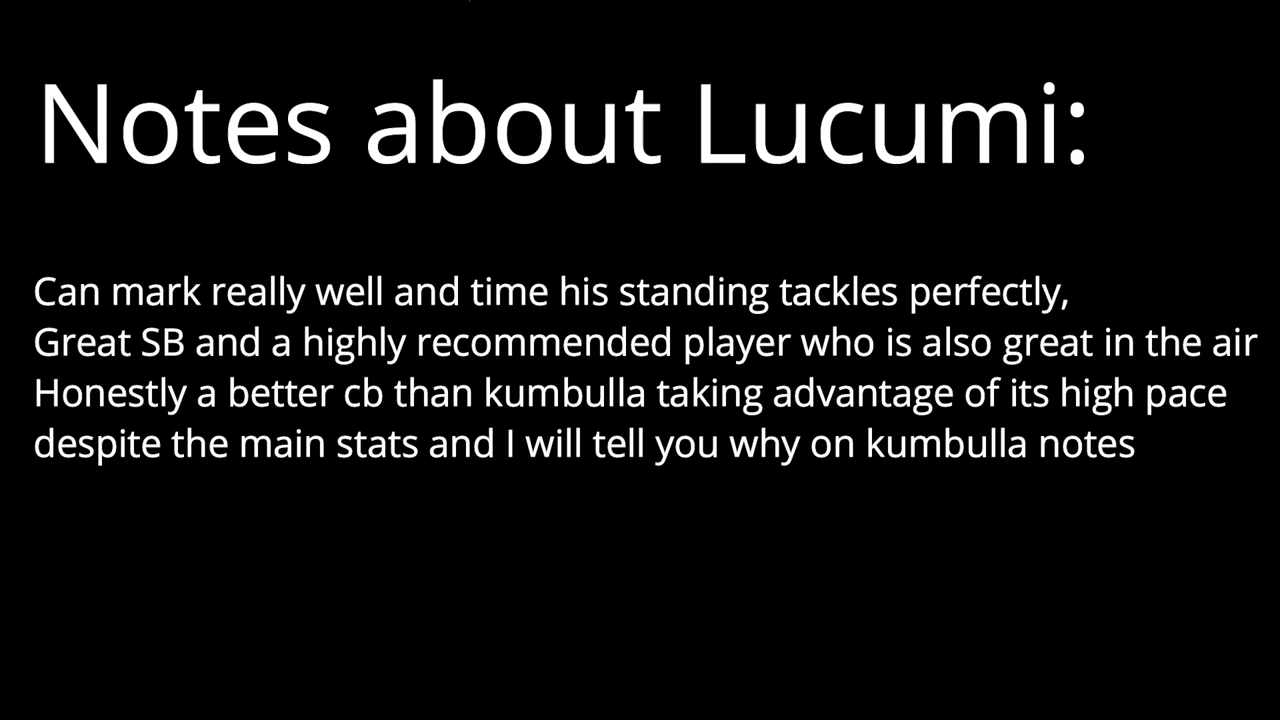 Notes about Lucumi:
Can mark really well and time his standing tackles perfectly,
Great SB and a highly recommended player who is also great in the air
Honestly a better cb than kumbulla taking advantage of its high pace
despite the main stats and I will tell you why on kumbulla notes